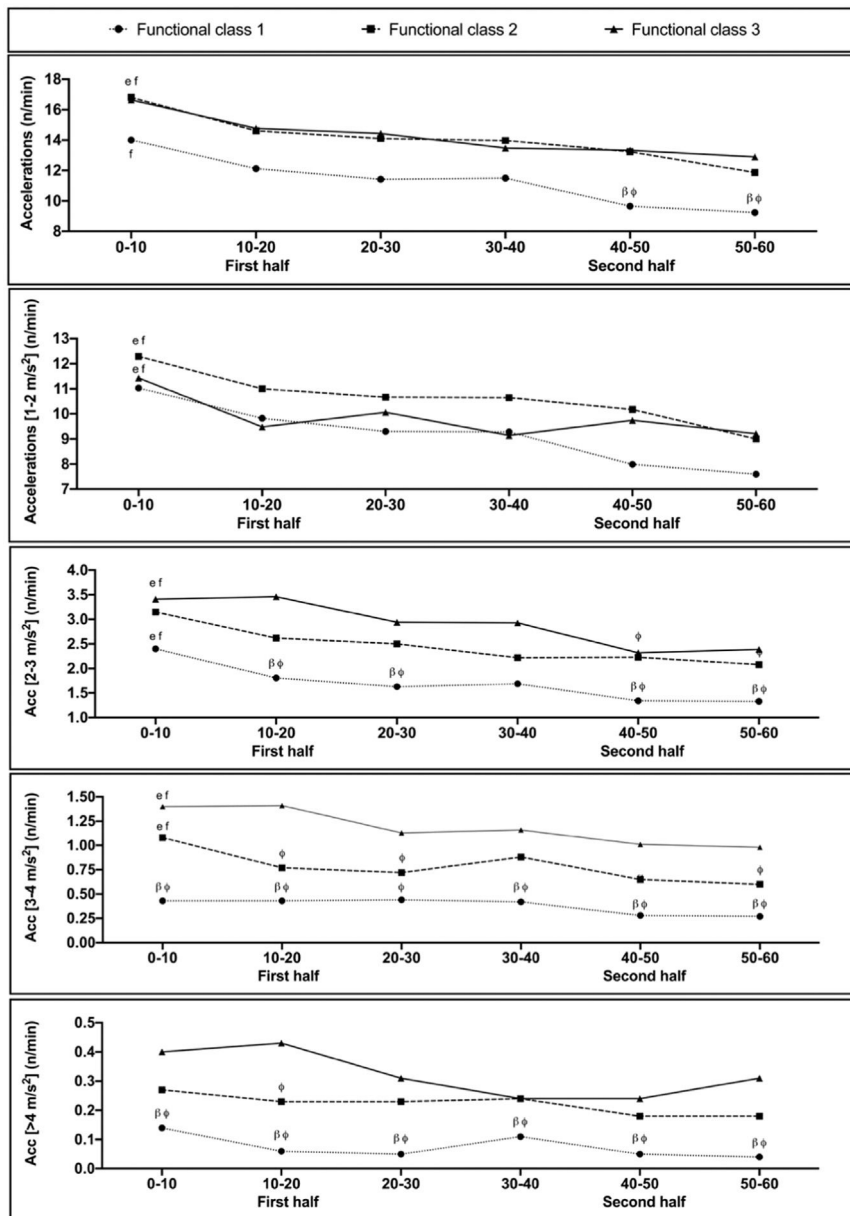 Functional class 1 Functional class 2 Functional class 3
Accelerations (n/min)
18
16
14
12
10
8
e f
f
β ϕ β ϕ
0-10 10-20 20-30 30-40 40-50 50-60
First half Second half
Accelerations [1-2 m/s²] (n/min)
13
12
11
10
9
8
7
e f
e f
0-10 10-20 20-30 30-40 40-50 50-60
First half Second half
Acc [2-3 m/s²] (n/min)
4.0
3.5
3.0
2.5
2.0
1.5
1.0
e f
e f
ϕ ϕ
β ϕ β ϕ β ϕ β ϕ
0-10 10-20 20-30 30-40 40-50 50-60
First half Second half
Acc [3-4 m/s²] (n/min)
1.50
1.25
1.00
0.75
0.50
0.25
0.00
e f
e f
ϕ ϕ ϕ
β ϕ β ϕ ϕ β ϕ β ϕ β ϕ
0-10 10-20 20-30 30-40 40-50 50-60
First half Second half
Acc [>4 m/s²] (n/min)
0.5
0.4
0.3
0.2
0.1
0.0
ϕ
β ϕ β ϕ β ϕ β ϕ β ϕ β ϕ
0-10 10-20 20-30 30-40 40-50 50-60
First half Second half